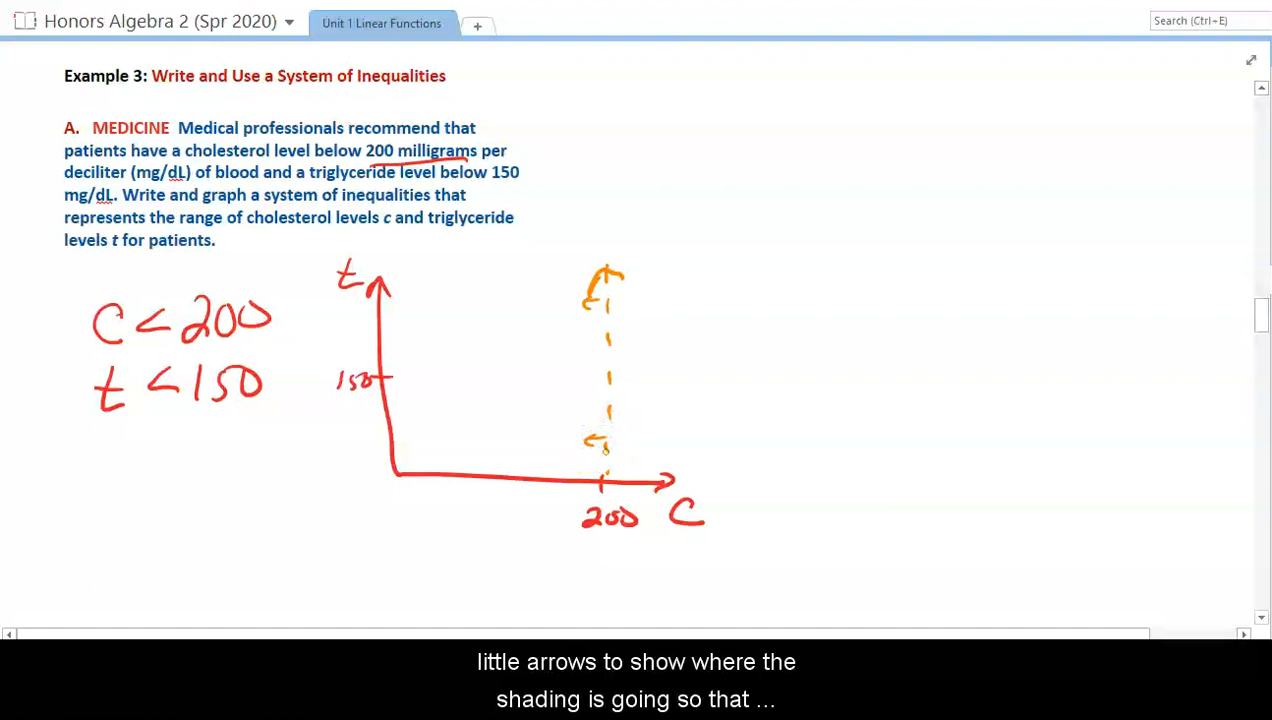 Honors Algebra 2 (Spr 2020)
Unit 1 Linear Functions
+
Search (Ctrl+E)
Example 3: Write and Use a System of Inequalities
A. MEDICINE Medical professionals recommend that
patients have a cholesterol level below 200 milligrams per
deciliter (mg/dL) of blood and a triglyceride level below 150
mg/dL. Write and graph a system of inequalities that
represents the range of cholesterol levels c and triglyceride
levels t for patients.
t
c < 200
t < 150
150
200 c
little arrows to show where the
shading is going so that ...